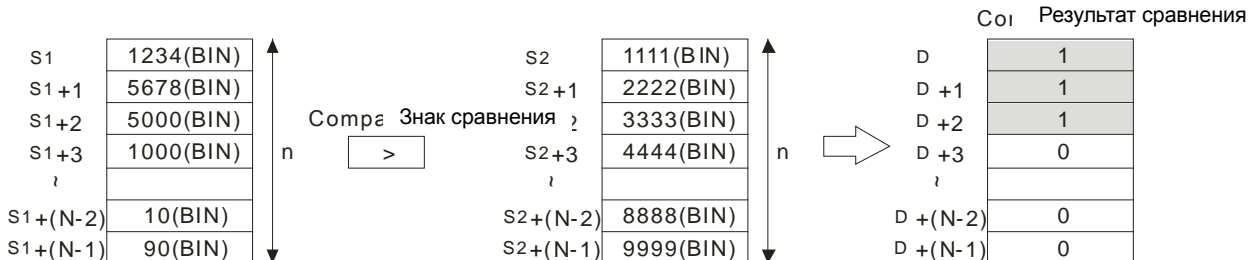 Результат сравнения
S1 1234(BIN) S2 1111(BIN) D 1
S1+1 5678(BIN) S2+1 2222(BIN) D +1 1
S1+2 5000(BIN) Знак сравнения 3333(BIN) D +2 1
S1+3 1000(BIN) n > S2+3 4444(BIN) n D +3 0
~ ~ ~
S1+(N-2) 10(BIN) S2+(N-2) 8888(BIN) D +(N-2) 0
S1+(N-1) 90(BIN) S2+(N-1) 9999(BIN) D +(N-1) 0